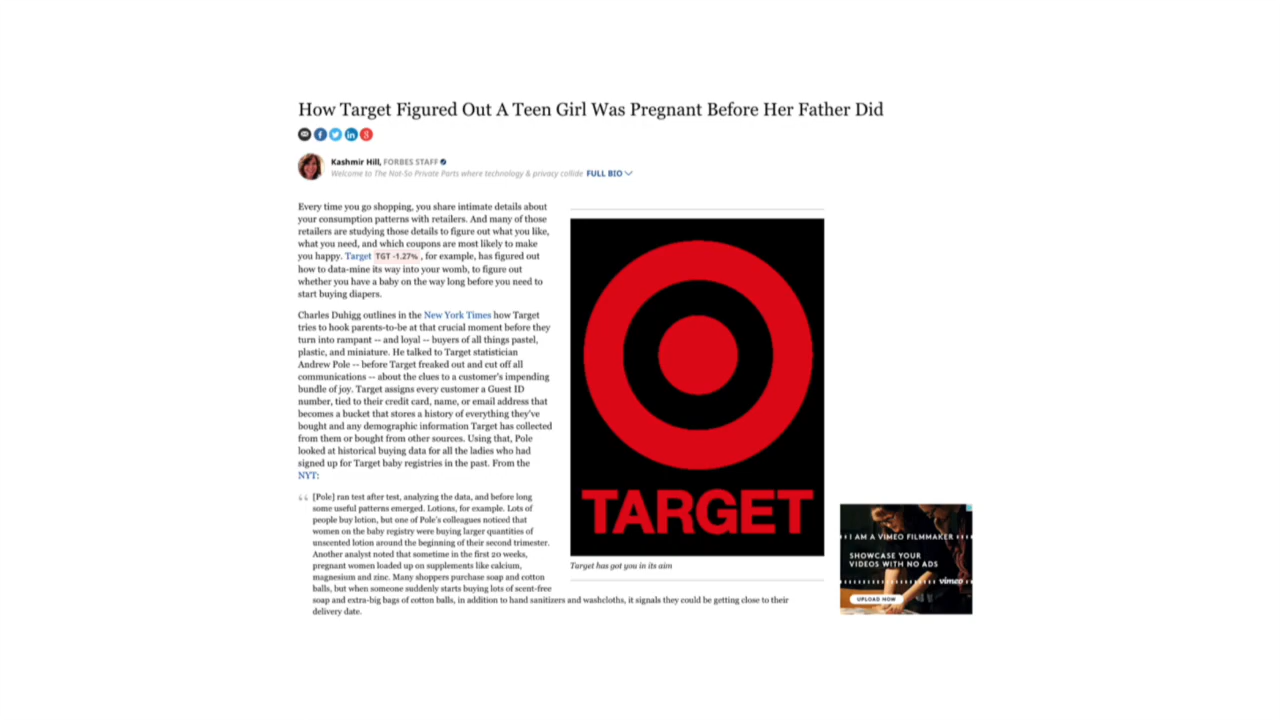 How Target Figured Out A Teen Girl Was Pregnant Before Her Father Did
Kashmir Hill, FORBES STAFF
Welcome to The Not-So Private Parts where technology & privacy collide FULL BIO
Every time you go shopping, you share intimate details about
your consumption patterns with retailers. And many of those
retailers are studying those details to figure out what you like,
what you need, and which coupons are most likely to make
you happy. Target TGT -1.27% , for example, has figured out
how to data-mine its way into your womb, to figure out
whether you have a baby on the way long before you need to
start buying diapers.
Charles Duhigg outlines in the New York Times how Target
tries to hook parents-to-be at that crucial moment before they
turn into rampant -- and loyal -- buyers of all things pastel,
plastic, and miniature. He talked to Target statistician
Andrew Pole -- before Target freaked out and cut off all
communications -- about the clues to a customer's impending
bundle of joy. Target assigns every customer a Guest ID
number, tied to their credit card, name, or email address that
becomes a bucket that stores a history of everything they've
bought and any demographic information Target has collected
from them or bought from other sources. Using that, Pole
looked at historical buying data for all the ladies who had
signed up for Target baby registries in the past. From the
NYT:
“ [Pole] ran test after test, analyzing the data, and before long
some useful patterns emerged. Lotions, for example. Lots of
people buy lotion, but one of Pole's colleagues noticed that
women on the baby registry were buying larger quantities of
unscented lotion around the beginning of their second trimester.
Another analyst noted that sometime in the first 20 weeks,
pregnant women loaded up on supplements like calcium,
magnesium and zinc. Many shoppers purchase soap and cotton
balls, but when someone suddenly starts buying lots of scent-free
soap and extra-big bags of cotton balls, in addition to hand sanitizers and washcloths, it signals they could be getting close to their
delivery date.
TARGET
Target has got you in its aim
I AM A VIMEO FILMMAKER
SHOWCASE YOUR
VIDEOS WITH NO ADS
vimeo
UPLOAD NOW